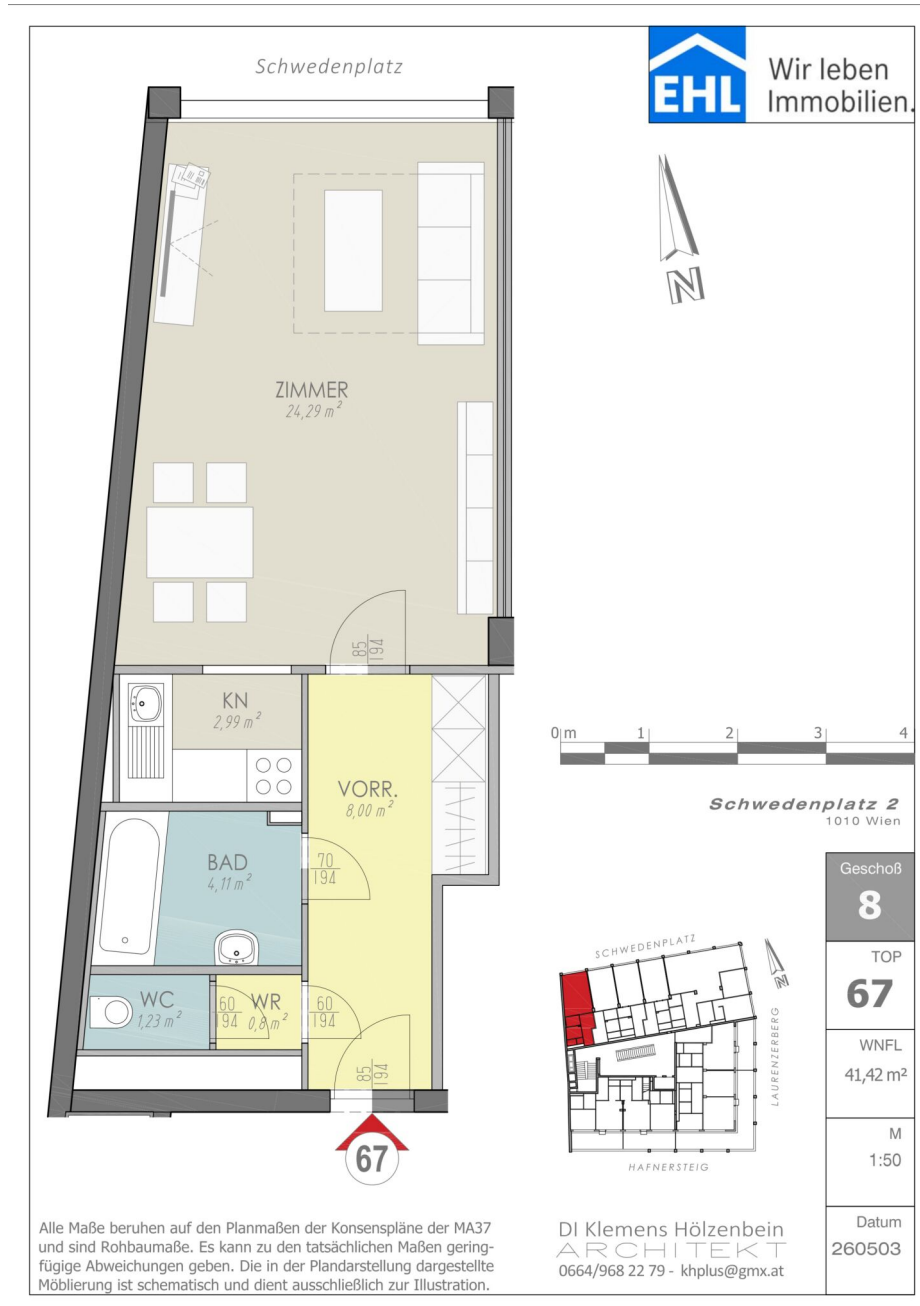 Schwedenplatz
EHL
Wir leben
Immobilien.
N
ZIMMER
24,29 m²
85
194
KN
2,99 m²
VORR.
8,00 m²
0 m 1 2 3 4
Schwedenplatz 2
1010 Wien
BAD
4,11 m²
70
194
Geschoß
8
TOP
67
WNFL
41,42 m²
M
1:50
Datum
260503
WC
1,23 m²
60
194
WR
0,8 m²
60
194
85
194
67
SCHWEDENPLATZ
N
LAURENZERBERG
HAFNERSTEIG
Alle Maße beruhen auf den Planmaßen der Konsenspläne der MA37
und sind Rohbaumaße. Es kann zu den tatsächlichen Maßen gering-
fügige Abweichungen geben. Die in der Plandarstellung dargestellte
Möblierung ist schematisch und dient ausschließlich zur Illustration.
DI Klemens Hölzenbein
ARCHITEKT
0664/968 22 79 - khplus@gmx.at